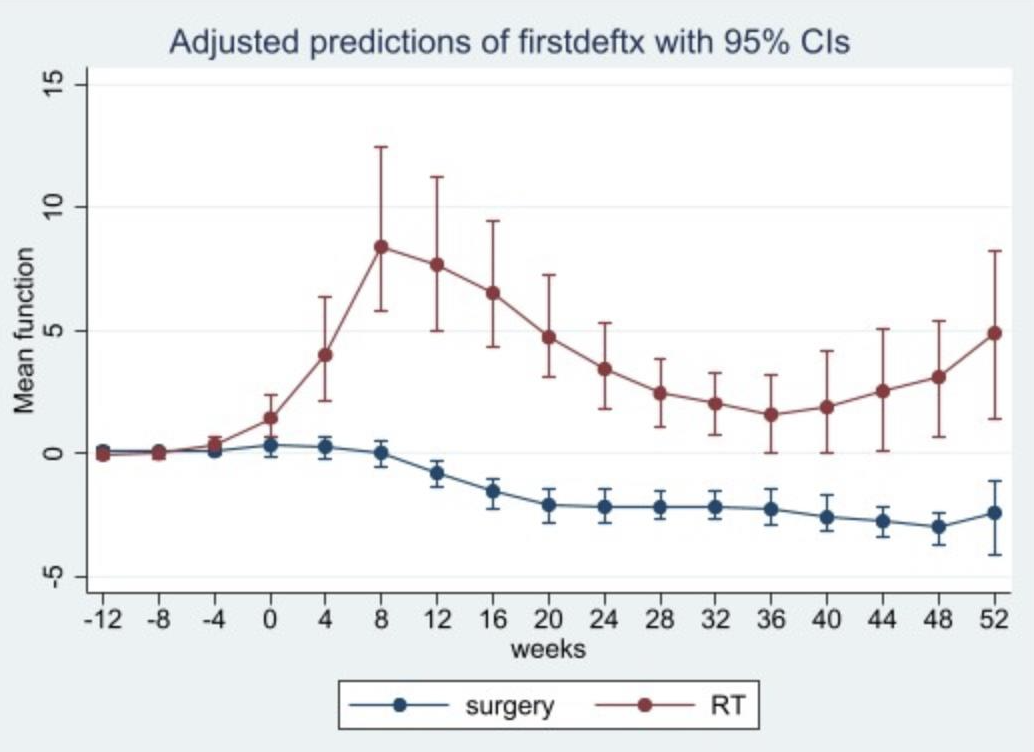 Adjusted predictions of firstdeftx with 95% CIs
Mean function
15
10
5
0
-5
-12 -8 -4 0 4 8 12 16 20 24 28 32 36 40 44 48 52
weeks
surgery RT